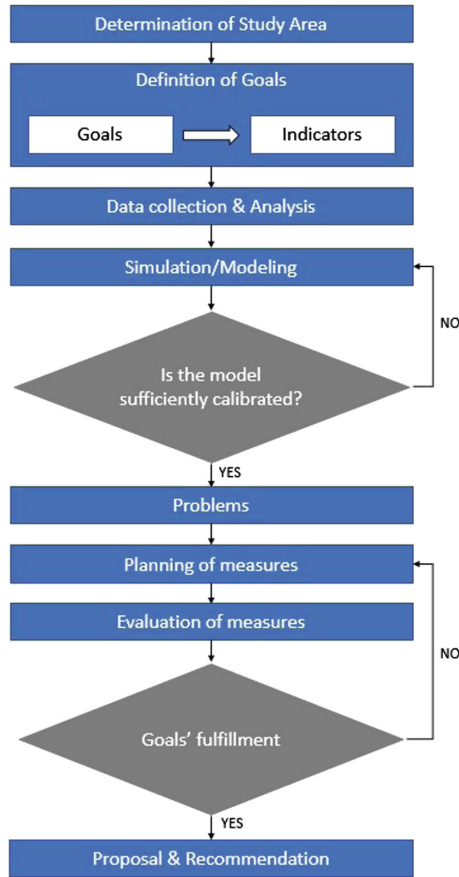 Determination of Study Area
Definition of Goals
Goals
Indicators
Data collection & Analysis
Simulation/Modeling
NO
Is the model
sufficiently calibrated?
YES
Problems
Planning of measures
Evaluation of measures
NO
Goals' fulfillment
YES
Proposal & Recommendation